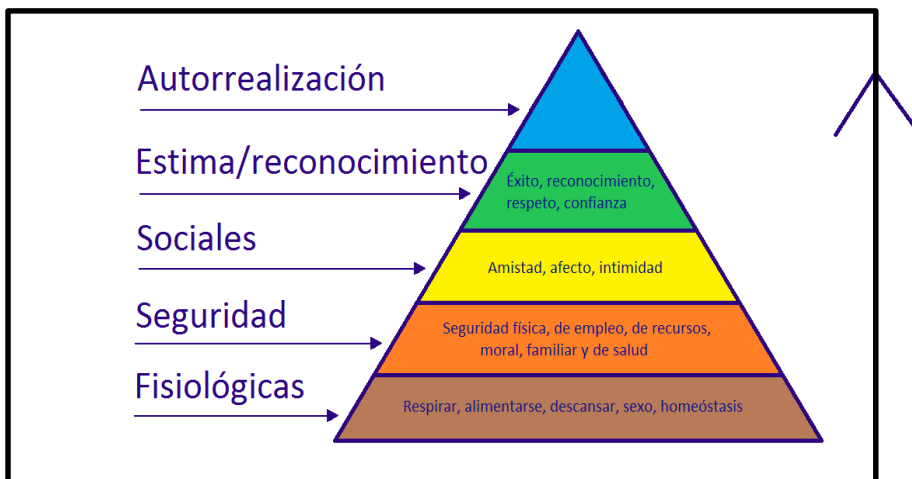 Autorrealización
Estima/reconocimiento
Éxito, reconocimiento,
respeto, confianza
Sociales
Amistad, afecto, intimidad
Seguridad
Seguridad física, de empleo, de recursos,
moral, familiar y de salud
Fisiológicas
Respirar, alimentarse, descansar, sexo, homeóstasis